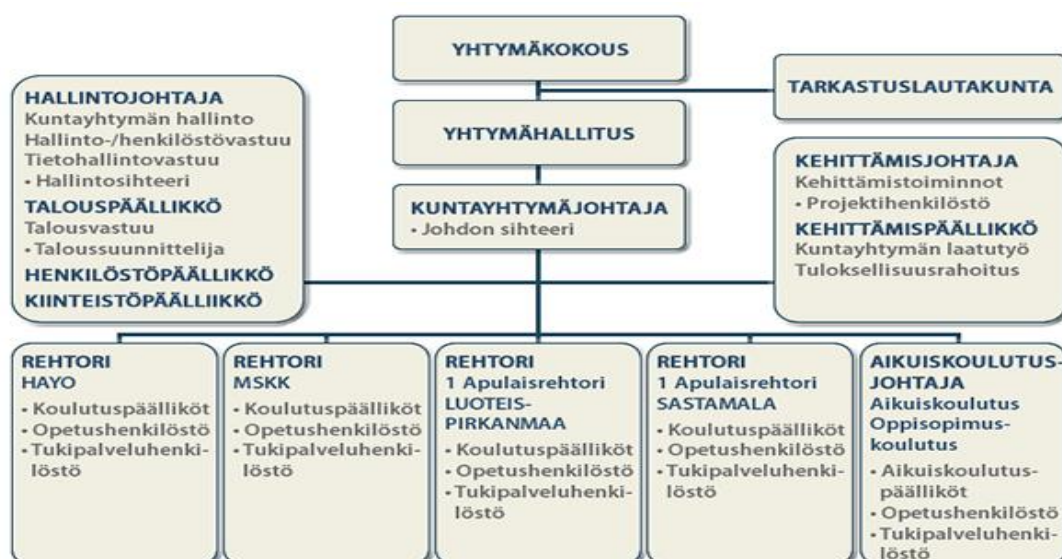 YHTYMÄKOKOUS
TARKASTUSLAUTAKUNTA
YHTYMÄHALLITUS
HALLINTOJOHTAJA
Kuntayhtymän hallinto
Hallinto-/henkilöstövastuu
Tietohallintovastuu
• Hallintosihteeri
TALOUSPÄÄLLIKKÖ
Talousvastuu
• Taloussuunnittelija
HENKILÖSTÖPÄÄLLIKKÖ
KIINTEISTÖPÄÄLLIIKKÖ
KUNTAYHTYMÄJOHTAJA
• Johdon sihteeri
KEHITTÄMISJOHTAJA
Kehittämistoiminnot
• Projektihenkilöstö
KEHITTÄMISPÄÄLLIKKÖ
Kuntayhtymän laatutyö
Tuloksellisuusrahoitus
REHTORI
HAYO
• Koulutuspäälliköt
• Opetushenkilöstö
• Tukipalveluhenki-
löstö
REHTORI
MSKK
• Koulutuspäälliköt
• Opetushenkilöstö
• Tukipalveluhenki-
löstö
REHTORI
1 Apulaisrehtori
LUOTEIS-
PIRKANMAA
• Koulutuspäälliköt
• Opetushenkilöstö
• Tukipalveluhenki-
löstö
REHTORI
1 Apulaisrehtori
SASTAMALA
• Koulutuspäälliköt
• Opetushenkilöstö
• Tukipalveluhenki-
löstö
AIKUISKOULUTUS-
JOHTAJA
Aikuiskoulutus
Oppisopimus-
koulutus
• Aikuiskoulutus-
päälliköt
• Opetushenkilöstö
• Tukipalveluhenki-
löstö